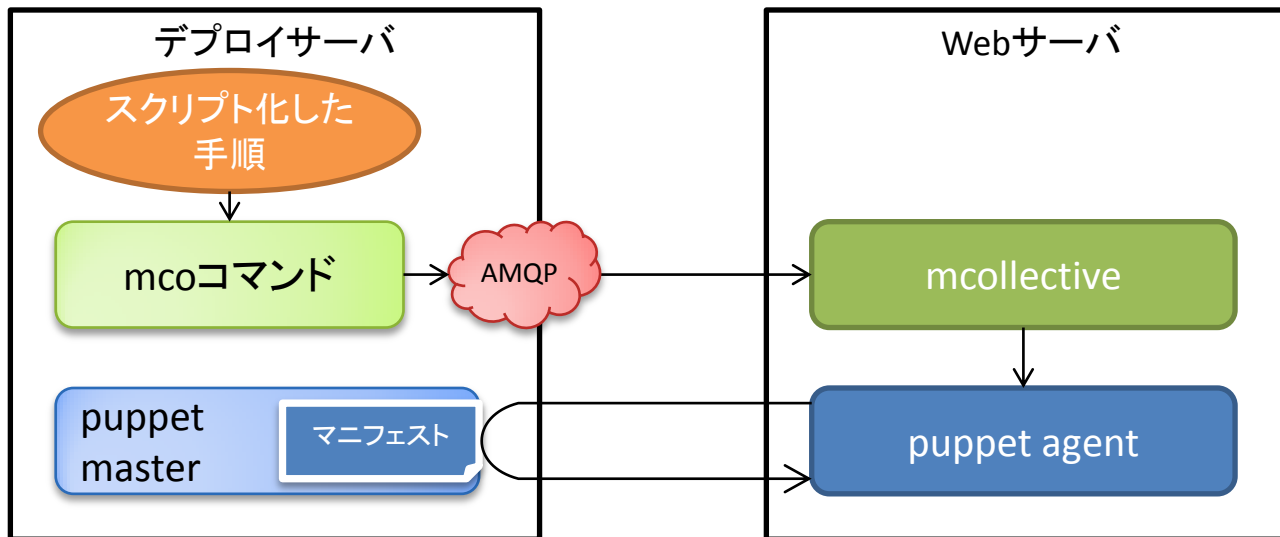 デプロイサーバ
スクリプト化した
手順
mcoコマンド
AMQP
puppet
master
マニフェスト
Webサーバ
mcollective
puppet agent